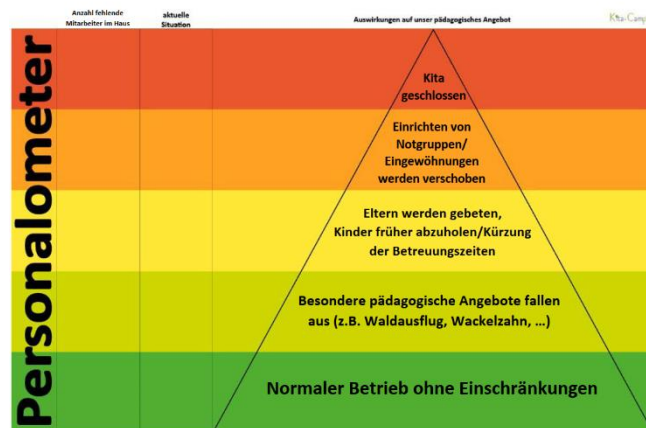 Anzahl fehlende
Mitarbeiter im Haus
aktuelle
Situation
Auswirkungen auf unser pädagogisches Angebot
Kita-Camp
Personalometer
Kita
geschlossen
Einrichten von
Notgruppen/
Eingewöhnungen
werden verschoben
Eltern werden gebeten,
Kinder früher abzuholen/Kürzung
der Betreuungszeiten
Besondere pädagogische Angebote fallen
aus (z.B. Waldausflug, Wackelzahn, ...)
Normaler Betrieb ohne Einschränkungen